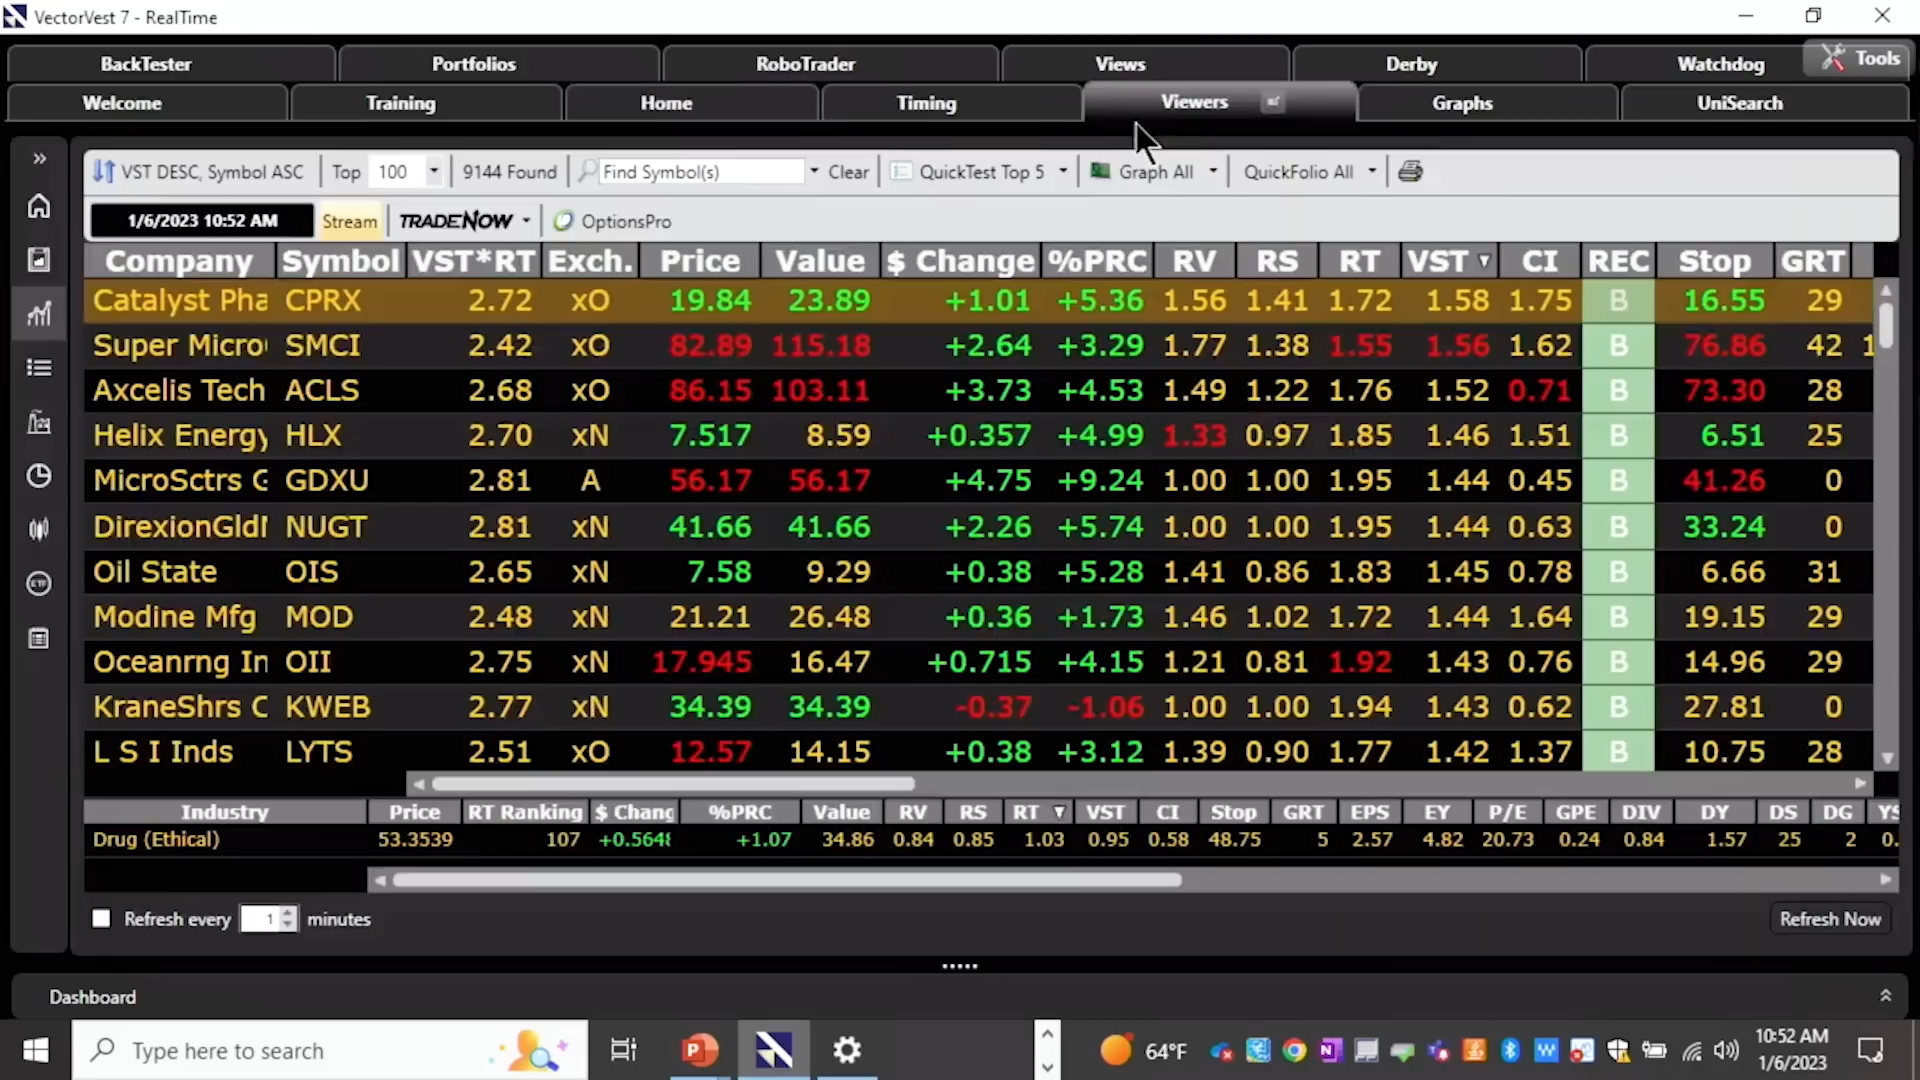 VectorVest 7 - RealTime
BackTester Portfolios RoboTrader Views Derby Watchdog Tools
Welcome Training Home Timing Viewers Graphs UniSearch
VST DESC, Symbol ASC Top 100 9144 Found Find Symbol(s) Clear QuickTest Top 5 Graph All QuickFolio All
1/6/2023 10:52 AM Stream TRADENOW OptionsPro
Company Symbol VST*RT Exch. Price Value $ Change %PRC RV RS RT VST CI REC Stop GRT
Catalyst Pha CPRX 2.72 xO 19.84 23.89 +1.01 +5.36 1.56 1.41 1.72 1.58 1.75 B 16.55 29
Super Micro SMCI 2.42 xO 82.89 115.18 +2.64 +3.29 1.77 1.38 1.55 1.56 1.62 B 76.86 42 1
Axcelis Tech ACLS 2.68 xO 86.15 103.11 +3.73 +4.53 1.49 1.22 1.76 1.52 0.71 B 73.30 28
Helix Energy HLX 2.70 xN 7.517 8.59 +0.357 +4.99 1.33 0.97 1.85 1.46 1.51 B 6.51 25
MicroSctrs G GDXU 2.81 A 56.17 56.17 +4.75 +9.24 1.00 1.00 1.95 1.44 0.45 B 41.26 0
DirexionGldM NUGT 2.81 xN 41.66 41.66 +2.26 +5.74 1.00 1.00 1.95 1.44 0.63 B 33.24 0
Oil State OIS 2.65 xN 7.58 9.29 +0.38 +5.28 1.41 0.86 1.83 1.45 0.78 B 6.66 31
Modine Mfg MOD 2.48 xN 21.21 26.48 +0.36 +1.73 1.46 1.02 1.72 1.44 1.64 B 19.15 29
Oceanrng In OII 2.75 xN 17.945 16.47 +0.715 +4.15 1.21 0.81 1.92 1.43 0.76 B 14.96 29
KraneShrs C KWEB 2.77 xN 34.39 34.39 -0.37 -1.06 1.00 1.00 1.94 1.43 0.62 B 27.81 0
L S I Inds LYTS 2.51 xO 12.57 14.15 +0.38 +3.12 1.39 0.90 1.77 1.42 1.37 B 10.75 28
Industry Price RT Ranking $ Chang %PRC Value RV RS RT VST CI Stop GRT EPS EY P/E GPE DIV DY DS DG YS
Drug (Ethical) 53.3539 107 +0.5648 +1.07 34.86 0.84 0.85 1.03 0.95 0.58 48.75 5 2.57 4.82 20.73 0.24 0.84 1.57 25 2 0.
Refresh every 1 minutes Refresh Now
Dashboard
Type here to search 64°F 10:52 AM
1/6/2023